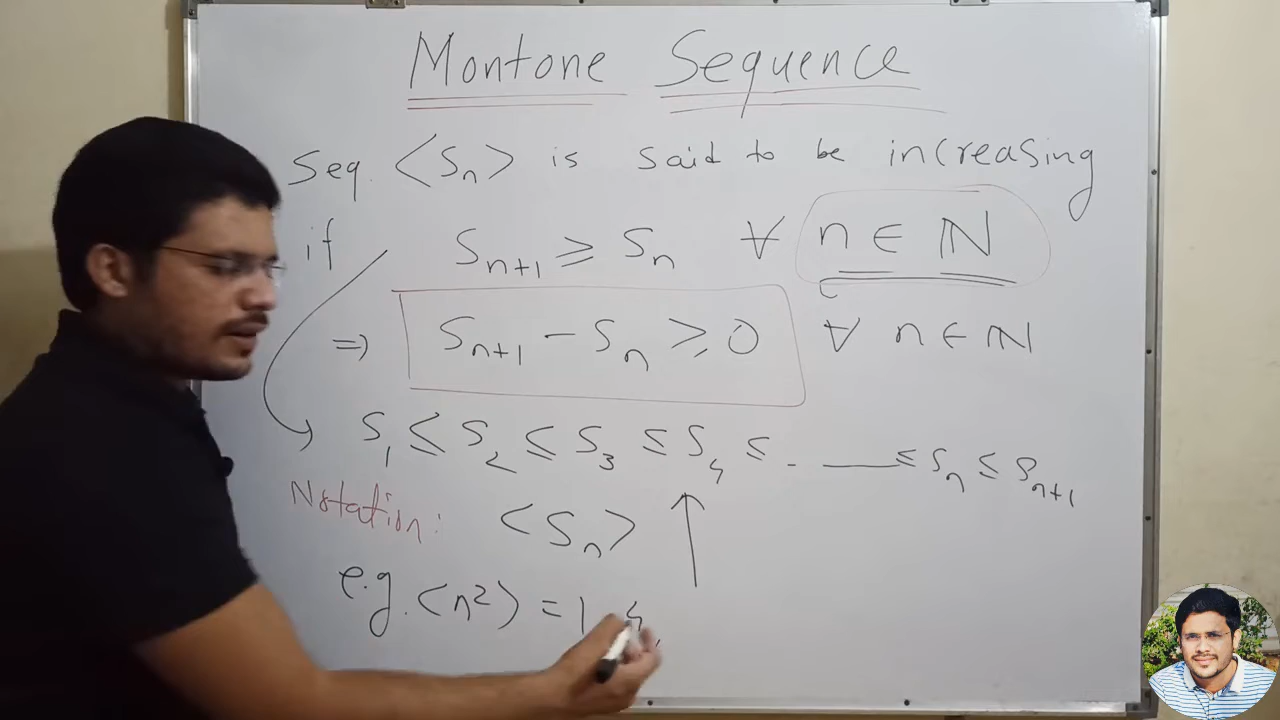 Montone Sequence
Seq. <Sn> is said to be increasing
if Sn+1 ≥ Sn ∀ n ∈ ℕ
⇒ Sn+1 − Sn ≥ 0 ∀ n ∈ ℕ
S1 ≤ S2 ≤ S3 ≤ S4 ≤ . —— ≤ Sn ≤ Sn+1
Notation: <Sn> ↑
e.g. <n²> = 1, 4,